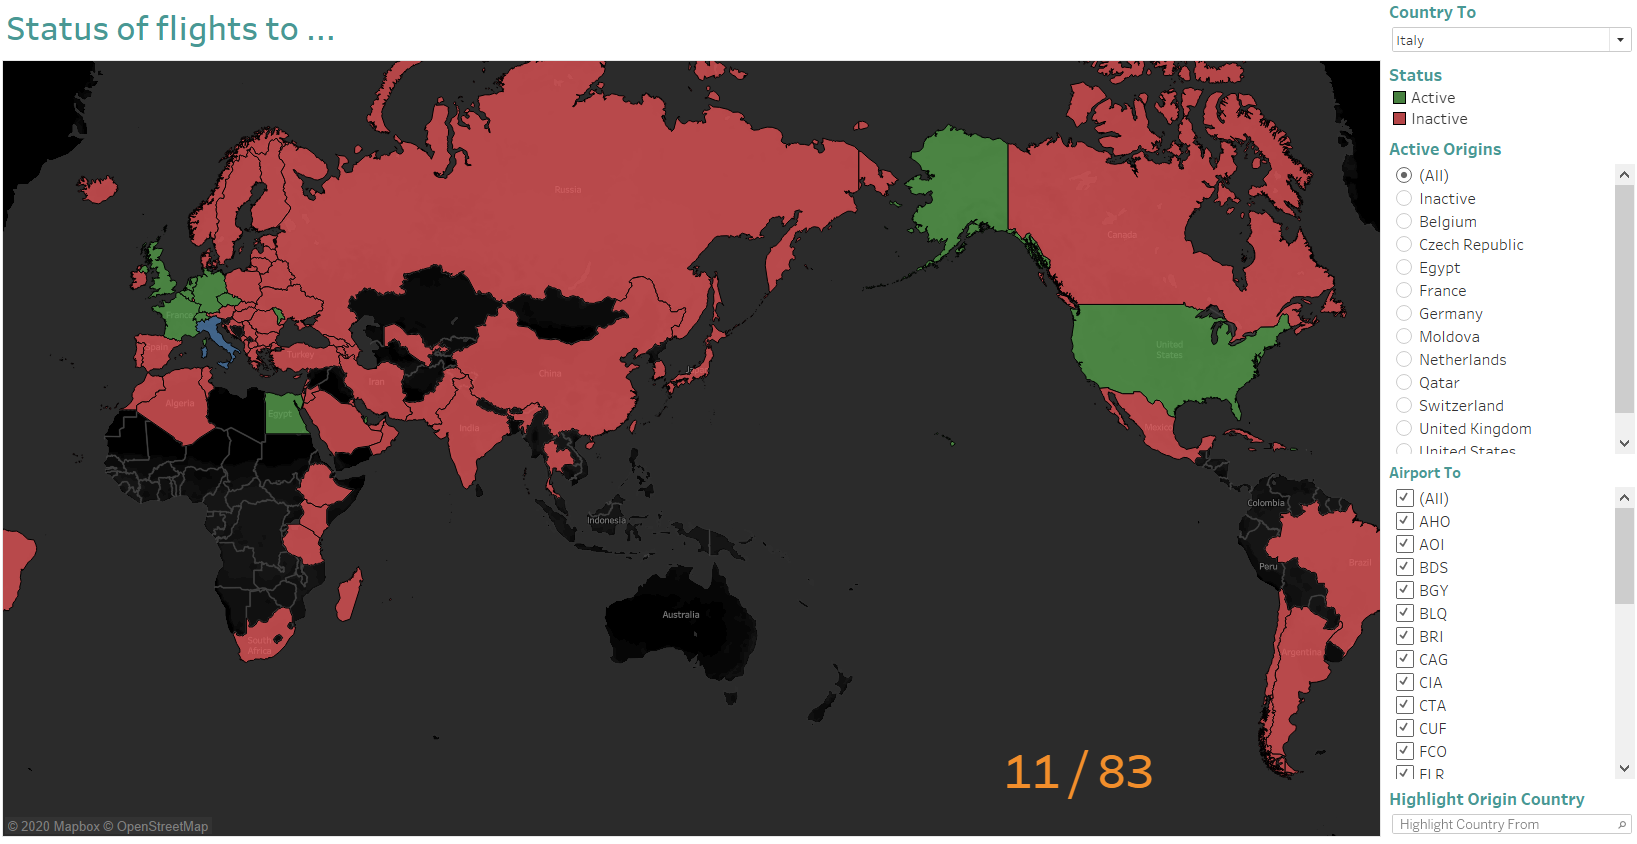 Status of flights to ...
Country To
Italy
Status
Active
Inactive
Active Origins
(All)
Inactive
Belgium
Czech Republic
Egypt
France
Germany
Moldova
Netherlands
Qatar
Switzerland
United Kingdom
United States
Airport To
(All)
AHO
AOI
BDS
BGY
BLQ
BRI
CAG
CIA
CTA
CUF
FCO
FLR
Highlight Origin Country
Highlight Country From
Russia
Canada
France
Spain
Turkey
Iran
China
Japan
United
States
Algeria
Egypt
India
Mexico
Indonesia
Colombia
Peru
Brazil
Australia
South
Africa
Argentina
11 / 83
© 2020 Mapbox © OpenStreetMap